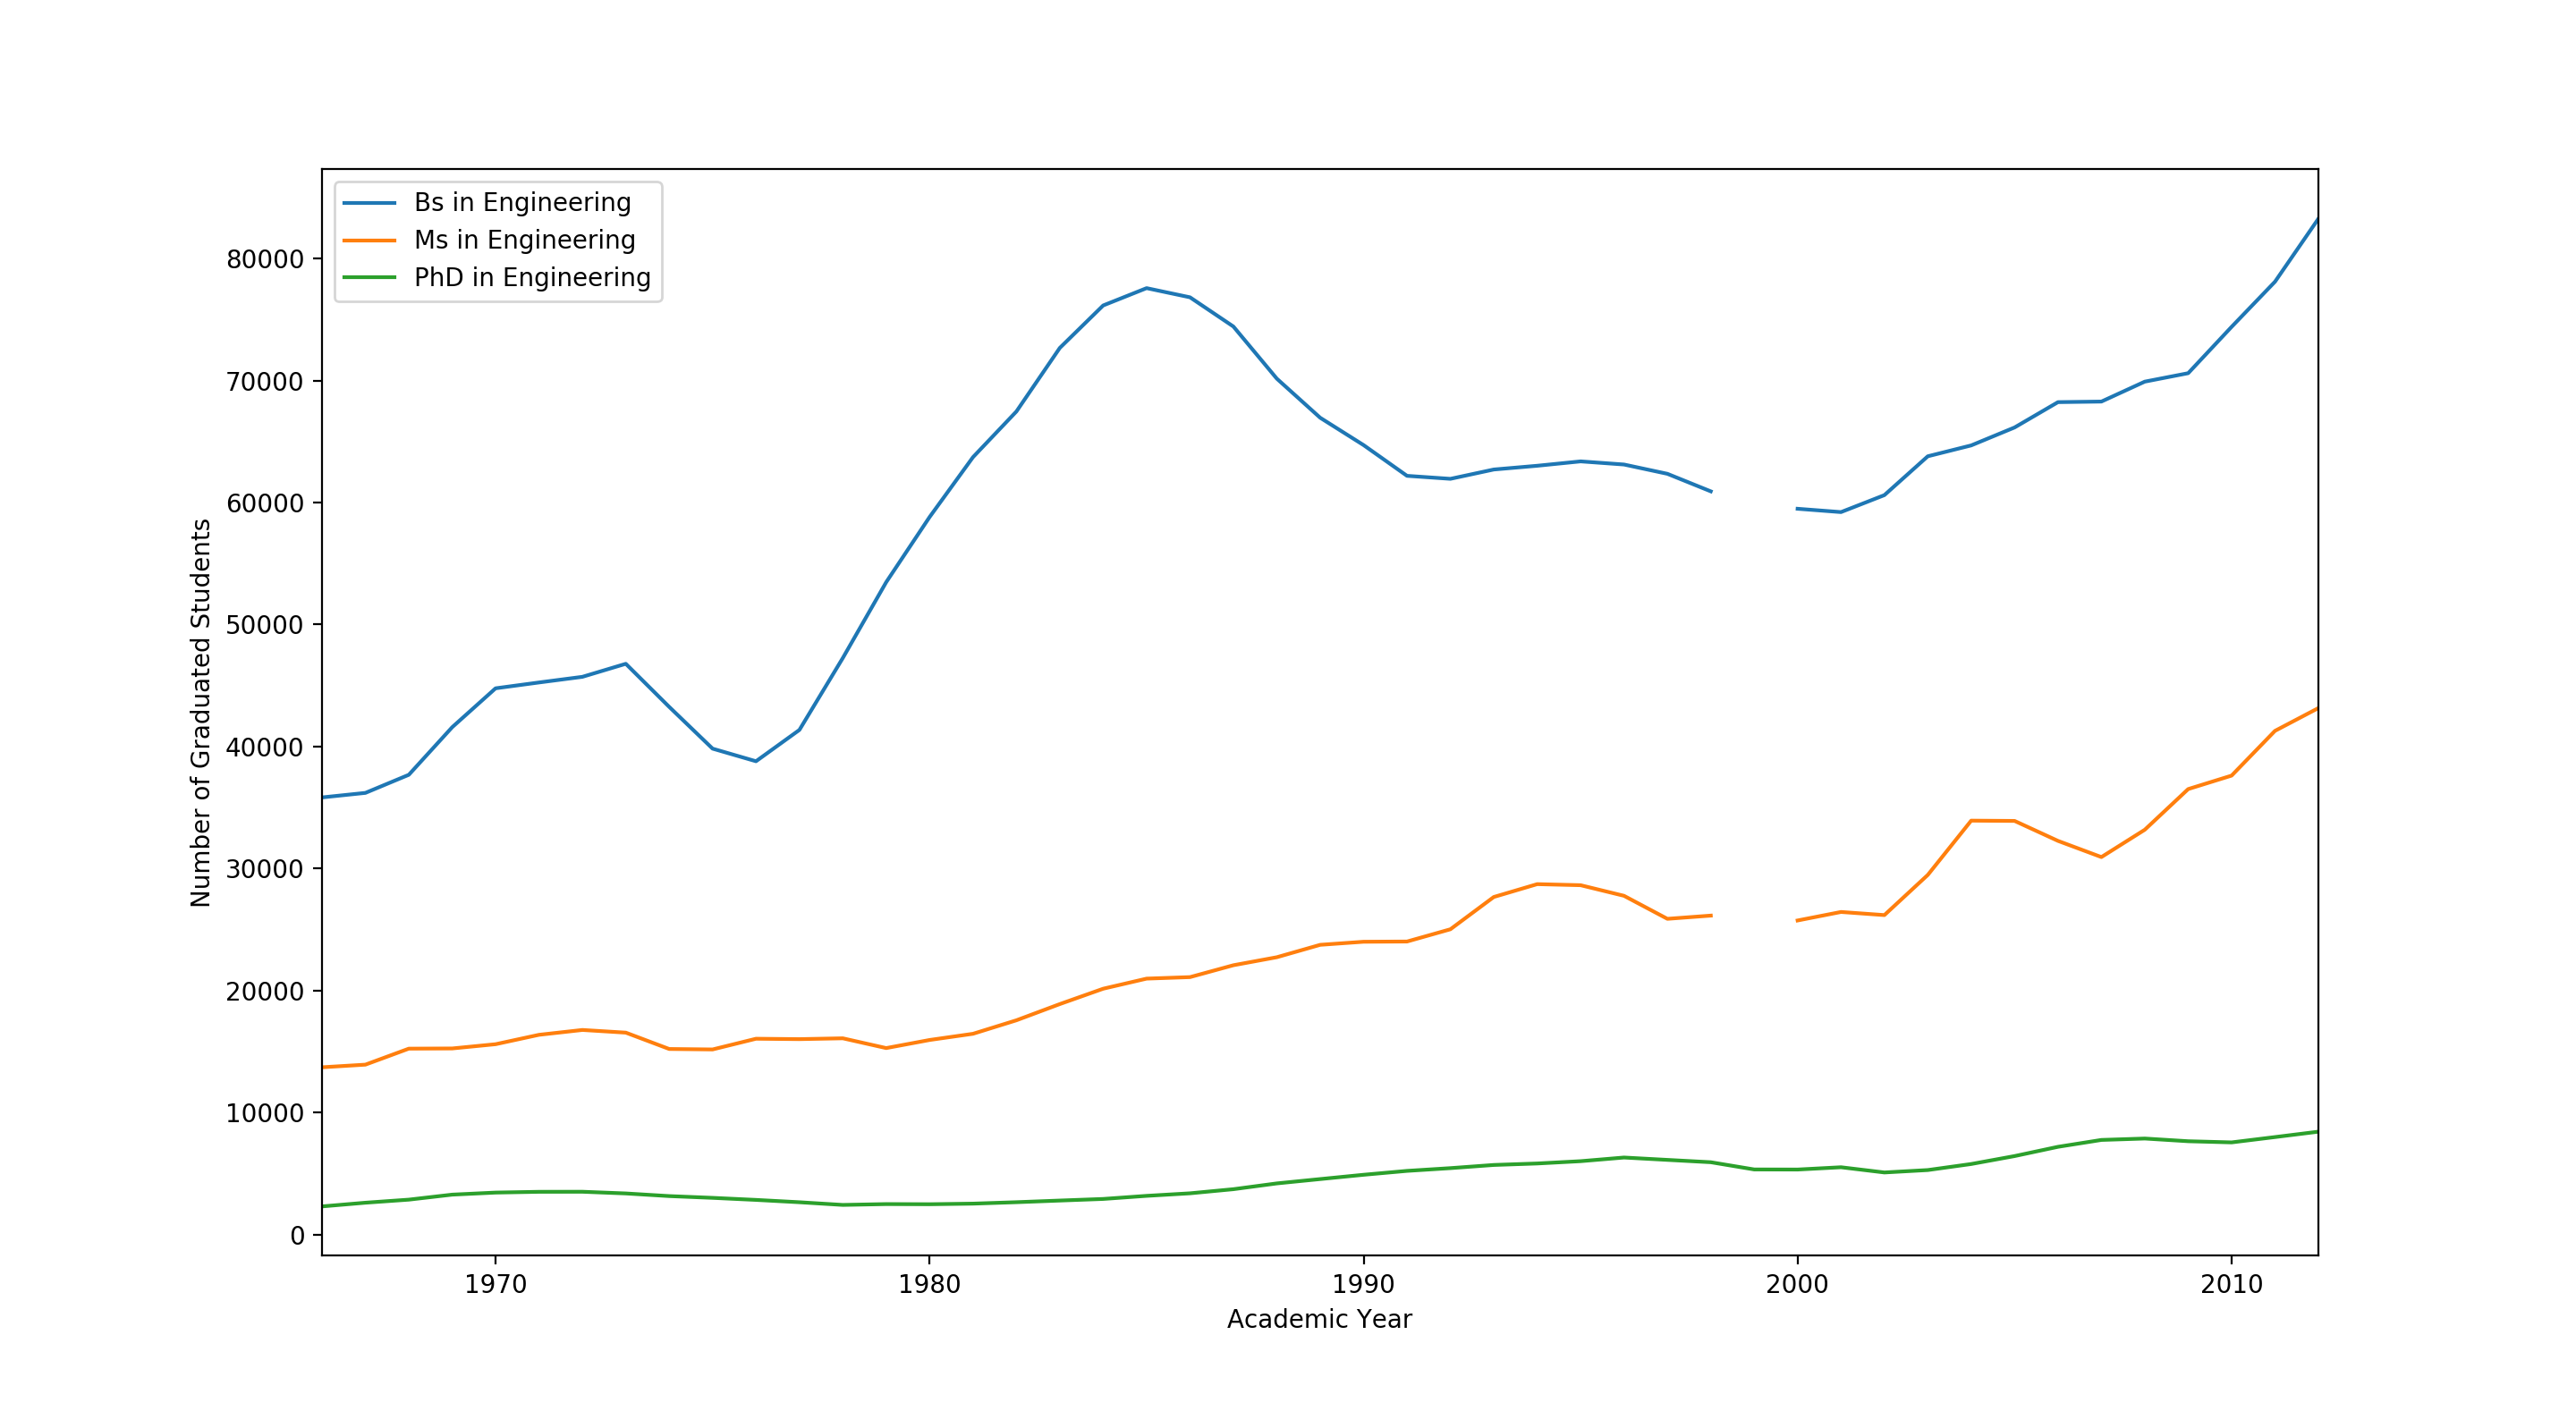 Bs in Engineering
Ms in Engineering
PhD in Engineering
80000
70000
60000
50000
40000
30000
20000
10000
0
Number of Graduated Students
1970 1980 1990 2000 2010
Academic Year